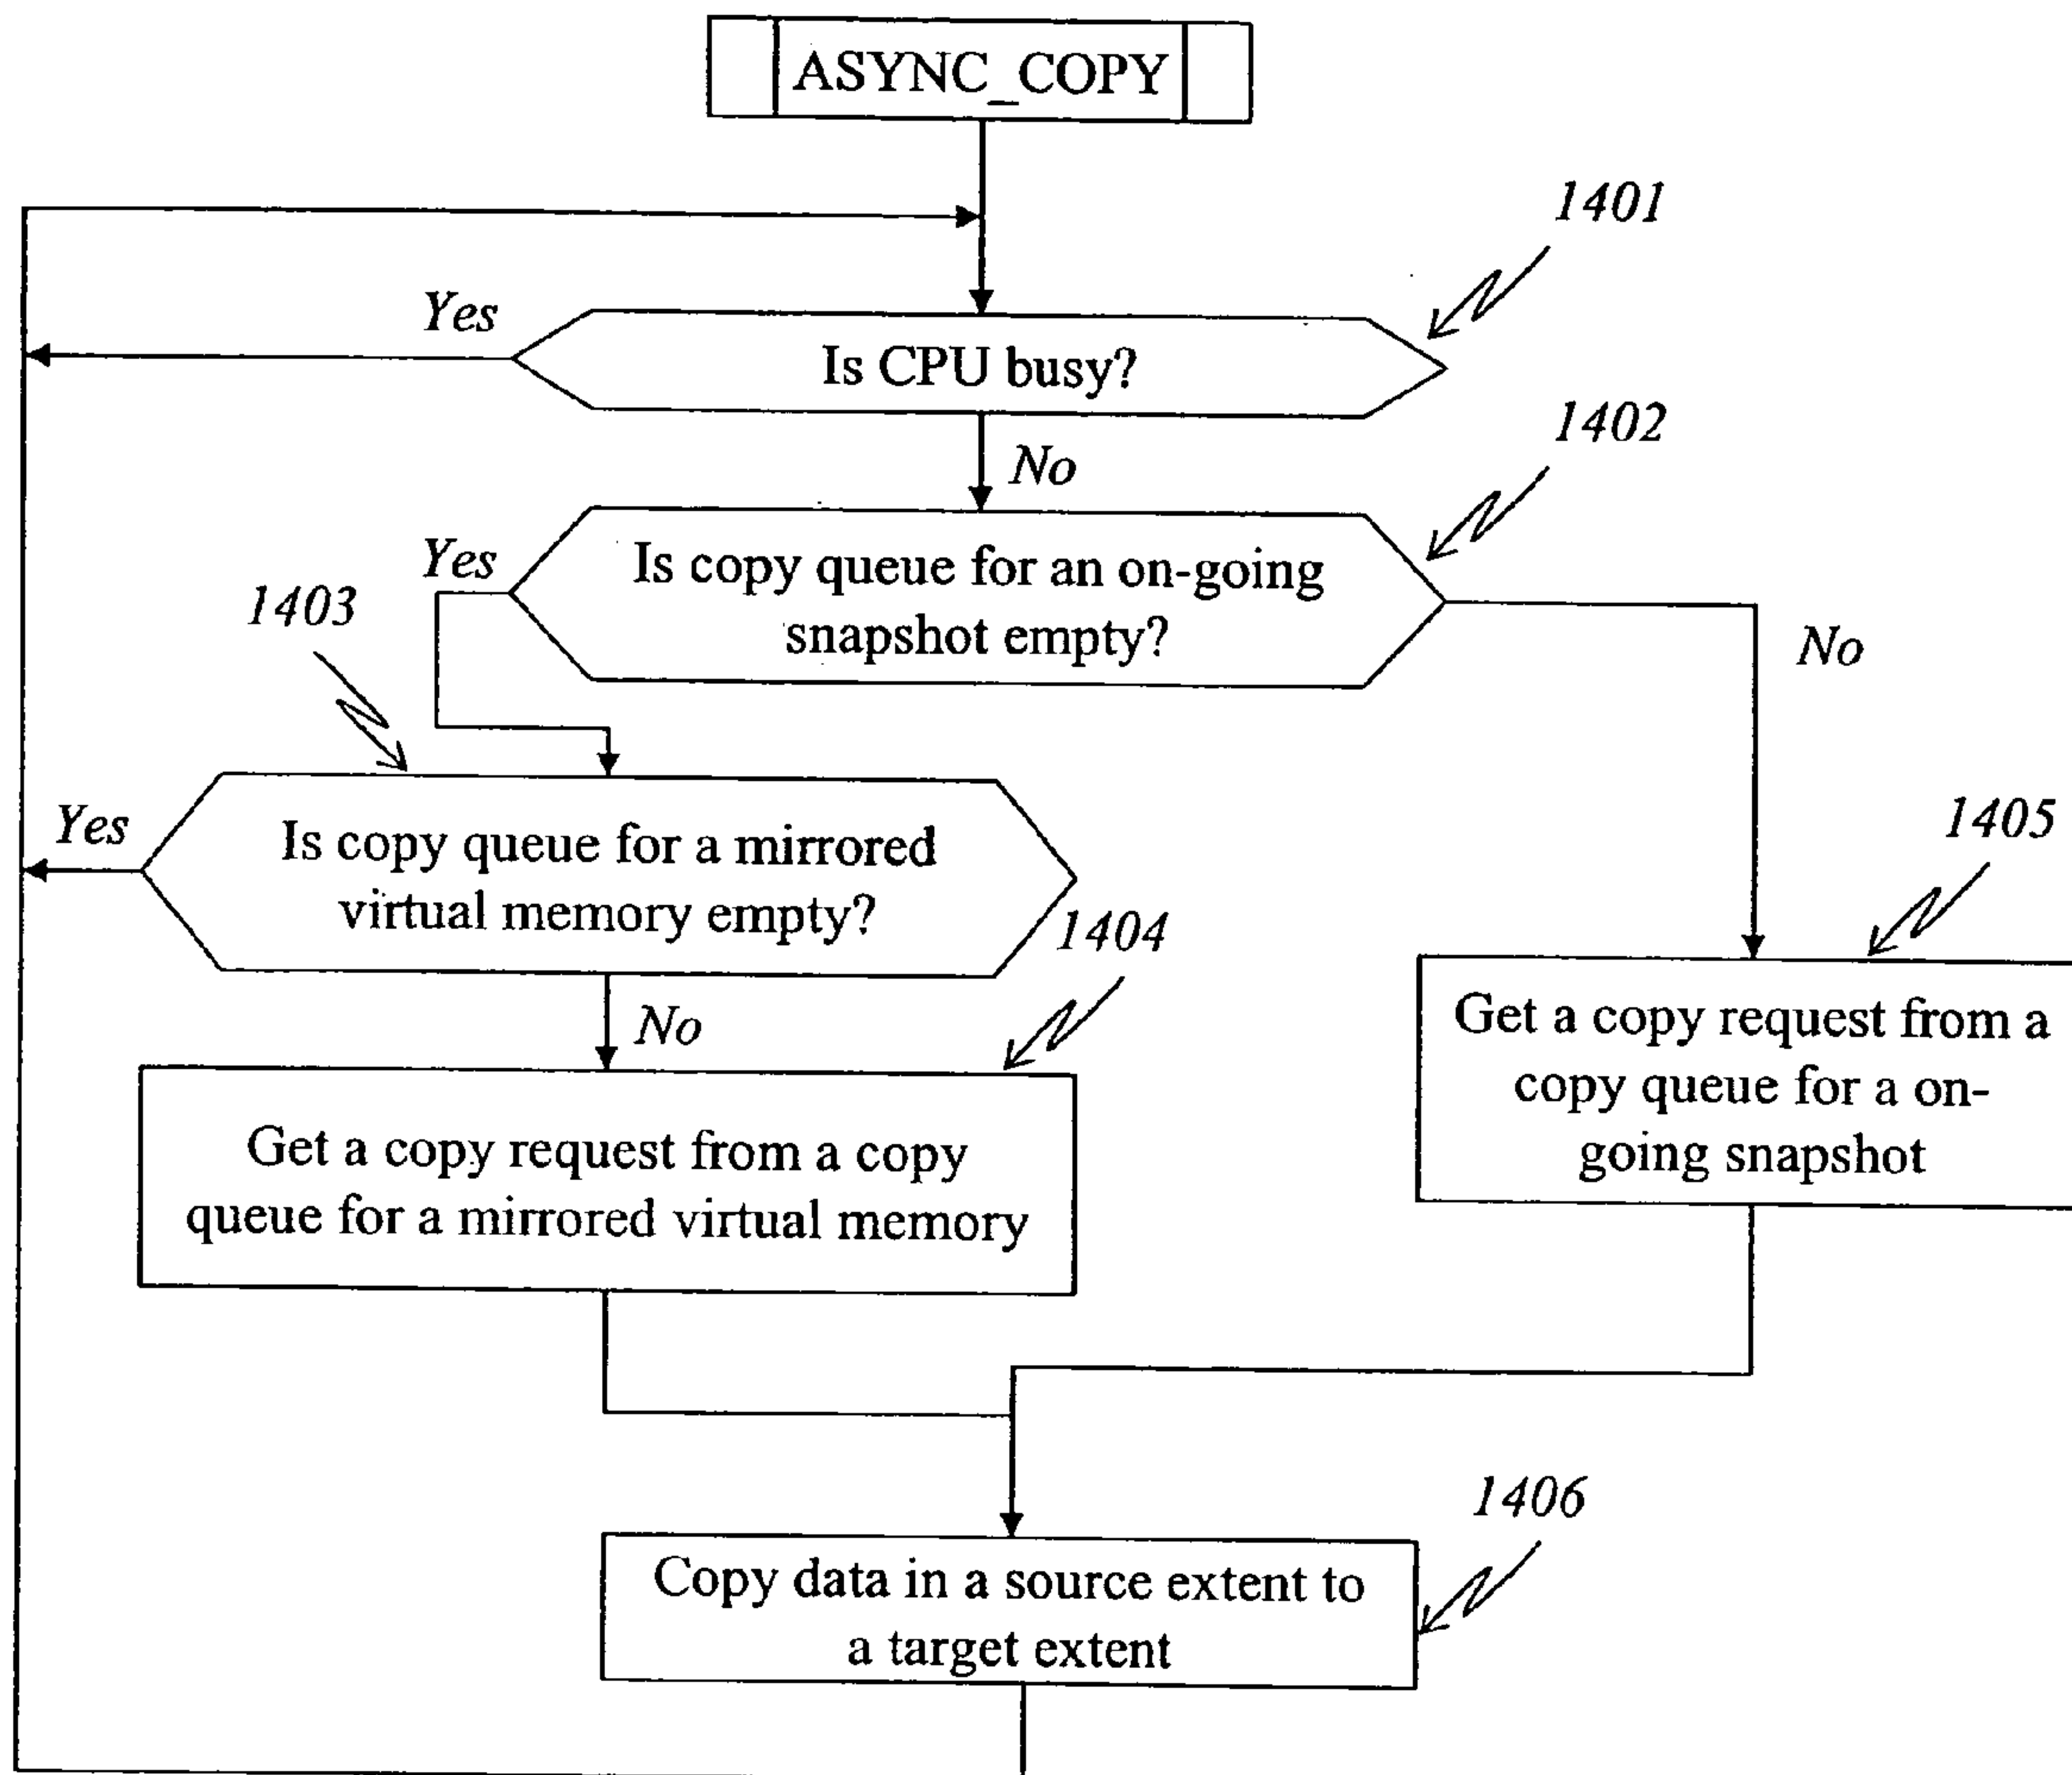 ASYNC_COPY
1401
Yes
Is CPU busy?
1402
No
Yes
Is copy queue for an on-going
snapshot empty?
No
1403
Yes
Is copy queue for a mirrored
virtual memory empty?
1404
1405
No
Get a copy request from a
copy queue for a on-
going snapshot
Get a copy request from a copy
queue for a mirrored virtual memory
1406
Copy data in a source extent to
a target extent